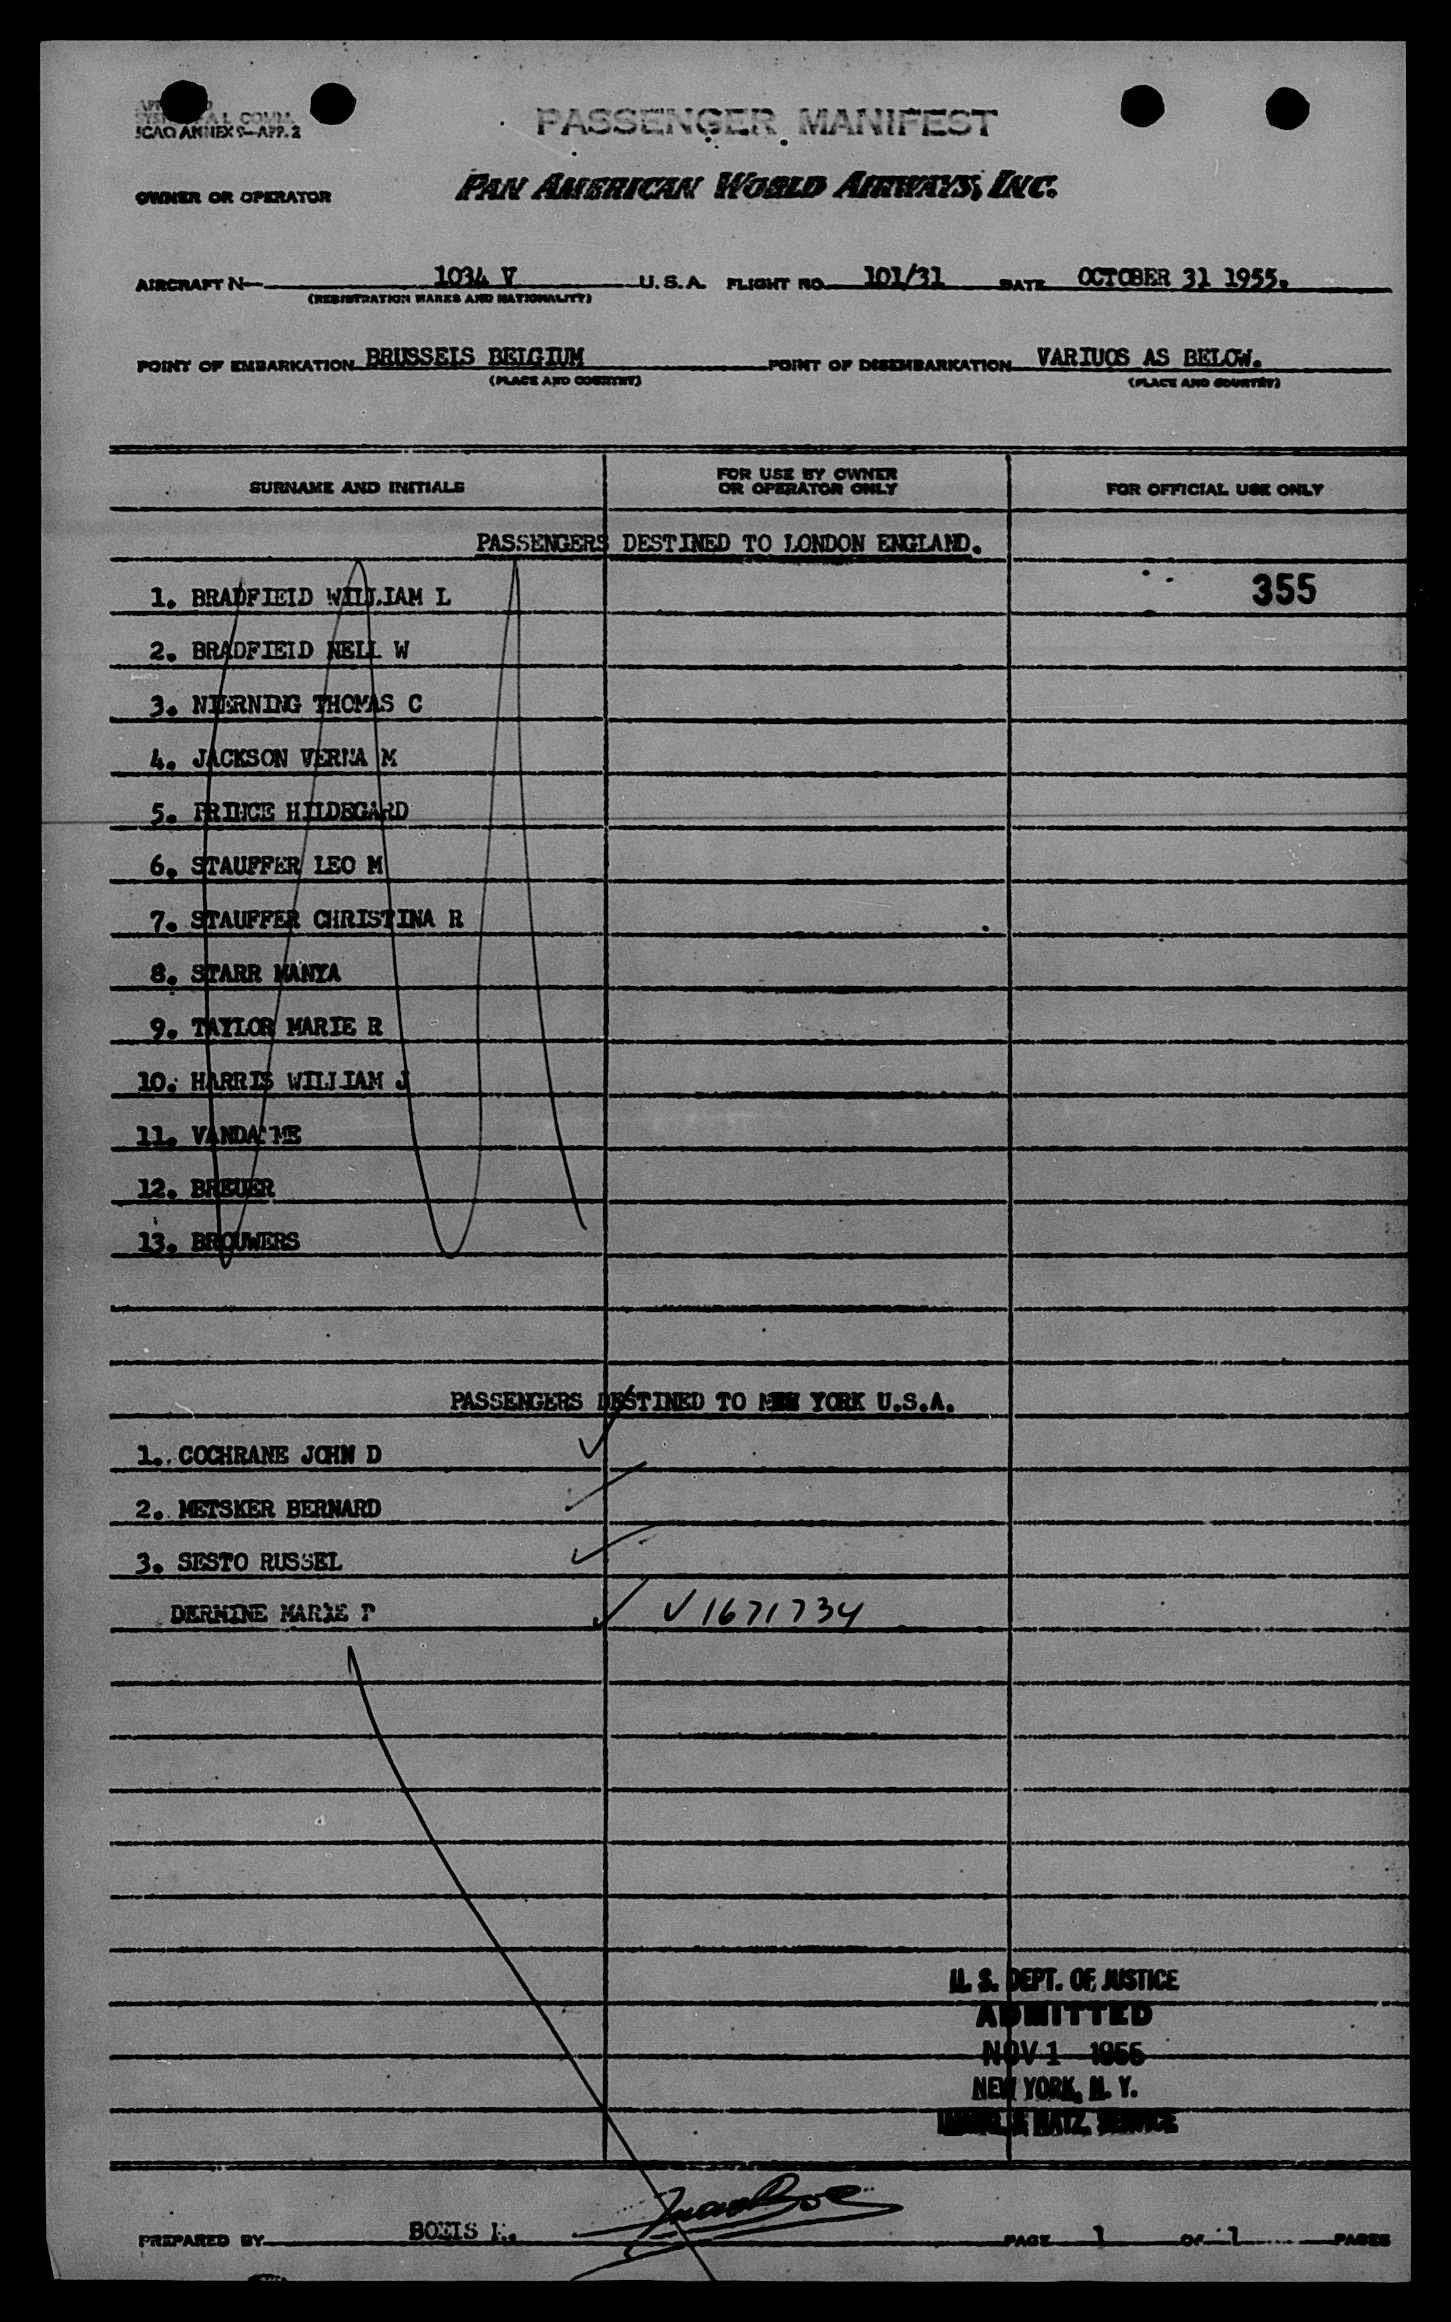 ICAO ANNEX 9-APP. 2
PASSENGER MANIFEST
OWNER OR OPERATOR PAN AMERICAN WORLD AIRWAYS, INC.
AIRCRAFT N- 1034 V U.S.A. FLIGHT NO. 101/31 DATE OCTOBER 31 1955.
(REGISTRATION MARKS AND NATIONALITY)
POINT OF EMBARKATION BRUSSELS BELGIUM POINT OF DISEMBARKATION VARIUOS AS BELOW.
(PLACE AND COUNTRY) (PLACE AND COUNTRY)
SURNAME AND INITIALS
FOR USE BY OWNER
OR OPERATOR ONLY
FOR OFFICIAL USE ONLY
PASSENGERS DESTINED TO LONDON ENGLAND.
1. BRADFIELD WILLIAM L 355
2. BRADFIELD NELL W
3. NIERNING THOMAS C
4. JACKSON VERNA M
5. PRINCE HILDEGARD
6. STAUFFER LEO M
7. STAUFFER CHRISTINA R
8. STARR MANYA
9. TAYLOR MARIE R
10. HARRIS WILLIAM J
11. VANDAMME
12. BREUER
13. BROUWERS
PASSENGERS DESTINED TO NEW YORK U.S.A.
1. COCHRANE JOHN D
2. METSKER BERNARD
3. SESTO RUSSEL
DERMINE MARIE P V1671734
U. S. DEPT. OF JUSTICE
ADMITTED
NOV 1 1955
NEW YORK, N. Y.
IMMIG. & NATZ. SERVICE
PREPARED BY PAGE 1 OF 1 PAGES